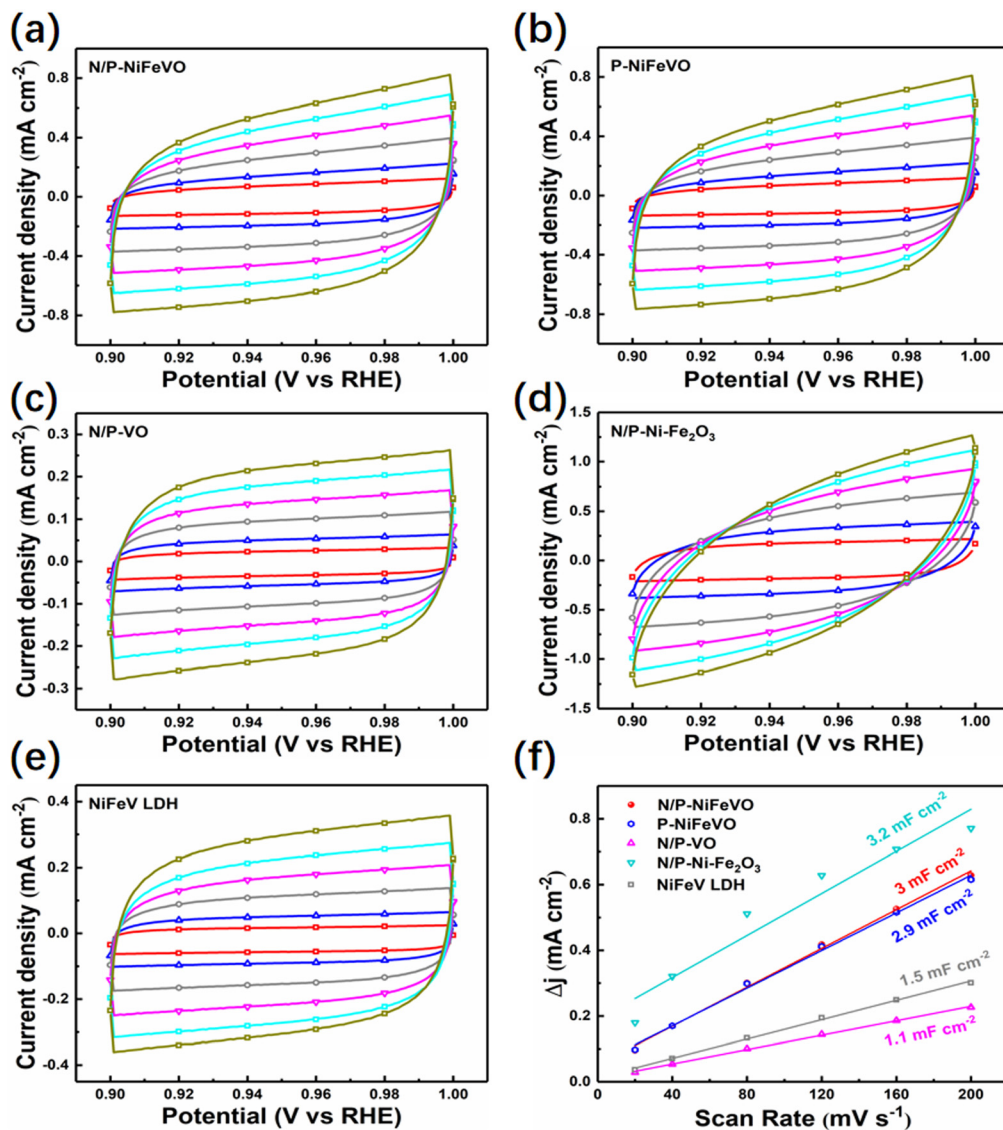 (a)
N/P-NiFeVO
0.8
0.4
0.0
-0.4
-0.8
Current density (mA cm⁻²)
0.90 0.92 0.94 0.96 0.98 1.00
Potential (V vs RHE)
(b)
P-NiFeVO
0.8
0.4
0.0
-0.4
-0.8
Current density (mA cm⁻²)
0.90 0.92 0.94 0.96 0.98 1.00
Potential (V vs RHE)
(c)
N/P-VO
0.3
0.2
0.1
0.0
-0.1
-0.2
-0.3
Current density (mA cm⁻²)
0.90 0.92 0.94 0.96 0.98 1.00
Potential (V vs RHE)
(d)
N/P-Ni-Fe₂O₃
1.5
1.0
0.5
0.0
-0.5
-1.0
-1.5
Current density (mA cm⁻²)
0.90 0.92 0.94 0.96 0.98 1.00
Potential (V vs RHE)
(e)
NiFeV LDH
0.4
0.2
0.0
-0.2
-0.4
Current density (mA cm⁻²)
0.90 0.92 0.94 0.96 0.98 1.00
Potential (V vs RHE)
(f)
N/P-NiFeVO
P-NiFeVO
N/P-VO
N/P-Ni-Fe₂O₃
NiFeV LDH
3.2 mF cm⁻²
3 mF cm⁻²
2.9 mF cm⁻²
1.5 mF cm⁻²
1.1 mF cm⁻²
0.8
0.6
0.4
0.2
0.0
Δj (mA cm⁻²)
0 40 80 120 160 200
Scan Rate (mV s⁻¹)